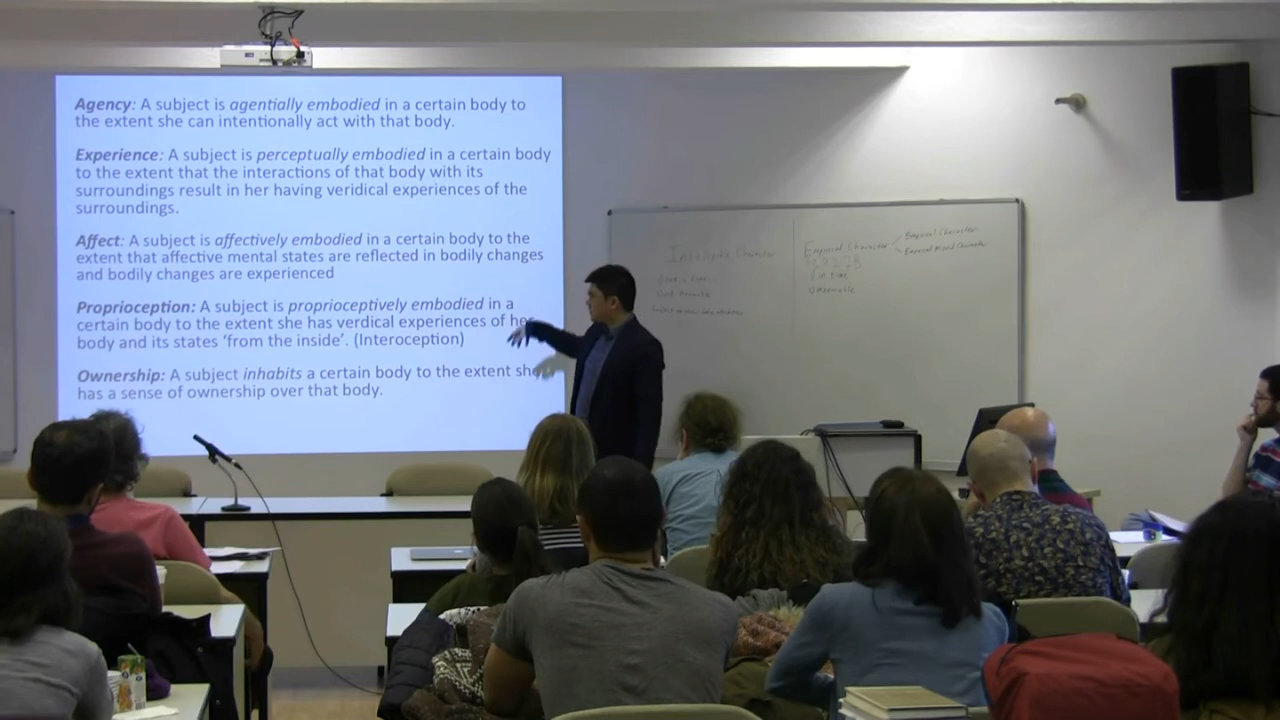 Agency: A subject is agentially embodied in a certain body to
the extent she can intentionally act with that body.
Experience: A subject is perceptually embodied in a certain body
to the extent that the interactions of that body with its
surroundings result in her having veridical experiences of the
surroundings.
Affect: A subject is affectively embodied in a certain body to the
extent that affective mental states are reflected in bodily changes
and bodily changes are experienced
Proprioception: A subject is proprioceptively embodied in a
certain body to the extent she has verdical experiences of her
body and its states ‘from the inside’. (Interoception)
Ownership: A subject inhabits a certain body to the extent she
has a sense of ownership over that body.
Character
Empirical Character
Empirical Mind Character
in time